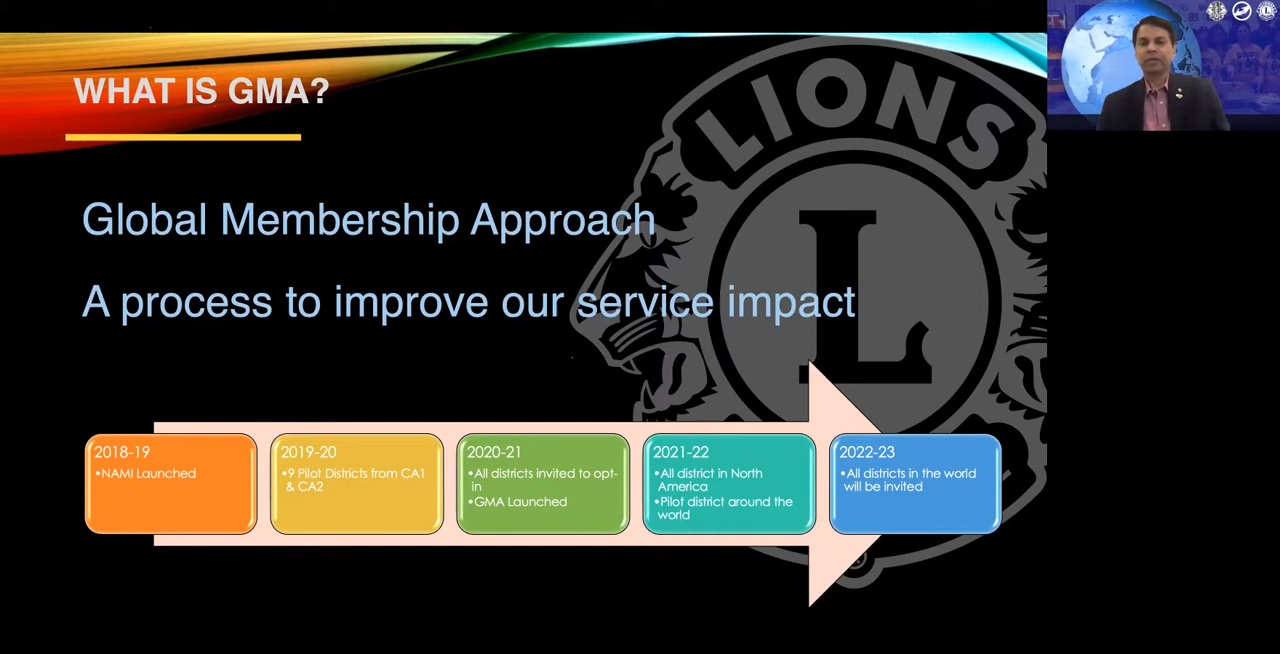 WHAT IS GMA?
LIONS
L
Global Membership Approach
A process to improve our service impact
2018-19
•NAMI Launched
2019-20
•9 Pilot Districts from CA1
& CA2
2020-21
•All districts invited to opt-
in
•GMA Launched
2021-22
•All district in North
America
•Pilot district around the
world
2022-23
•All districts in the world
will be invited
®